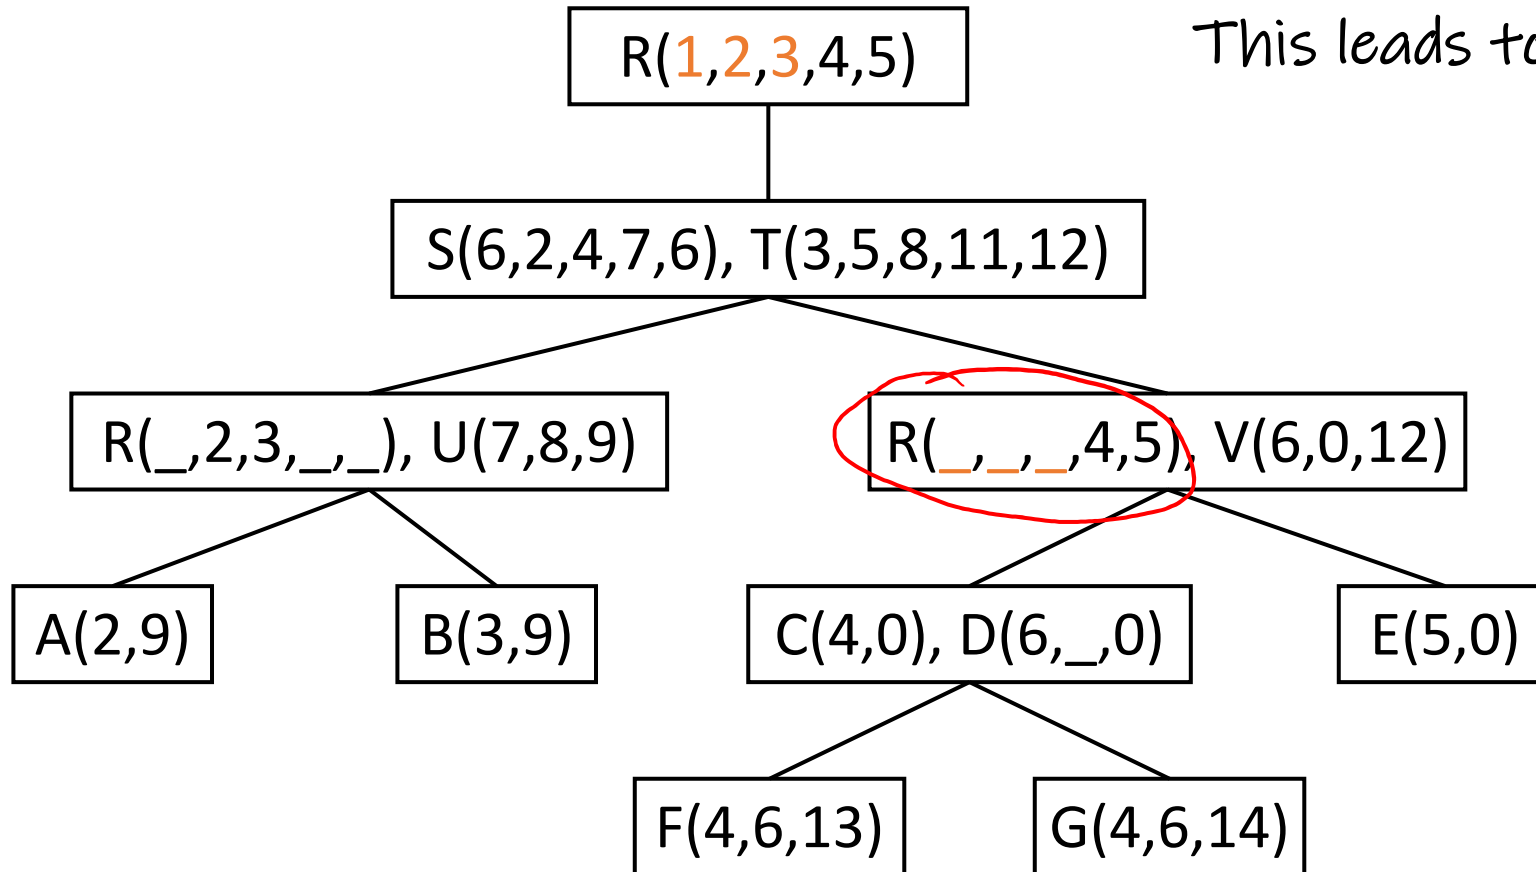 R(1,2,3,4,5)
This leads to
S(6,2,4,7,6), T(3,5,8,11,12)
R(_,2,3,_,_), U(7,8,9)
R(_,_,_,4,5), V(6,0,12)
A(2,9)
B(3,9)
C(4,0), D(6,_,0)
E(5,0)
F(4,6,13)
G(4,6,14)